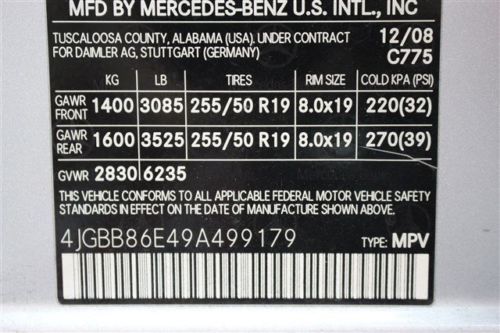 MFD BY MERCEDES-BENZ U.S. INTL., INC
TUSCALOOSA COUNTY, ALABAMA (USA). UNDER CONTRACT 12/08
FOR DAIMLER AG, STUTTGART (GERMANY) C775
KG LB TIRES RIM SIZE COLD KPA (PSI)
GAWR FRONT 1400 3085 255/50 R19 8.0x19 220(32)
GAWR REAR 1600 3525 255/50 R19 8.0x19 270(39)
GVWR 2830 6235
THIS VEHICLE CONFORMS TO ALL APPLICABLE FEDERAL MOTOR VEHICLE SAFETY
STANDARDS IN EFFECT ON THE DATE OF MANUFACTURE SHOWN ABOVE.
4JGBB86E49A499179 TYPE: MPV